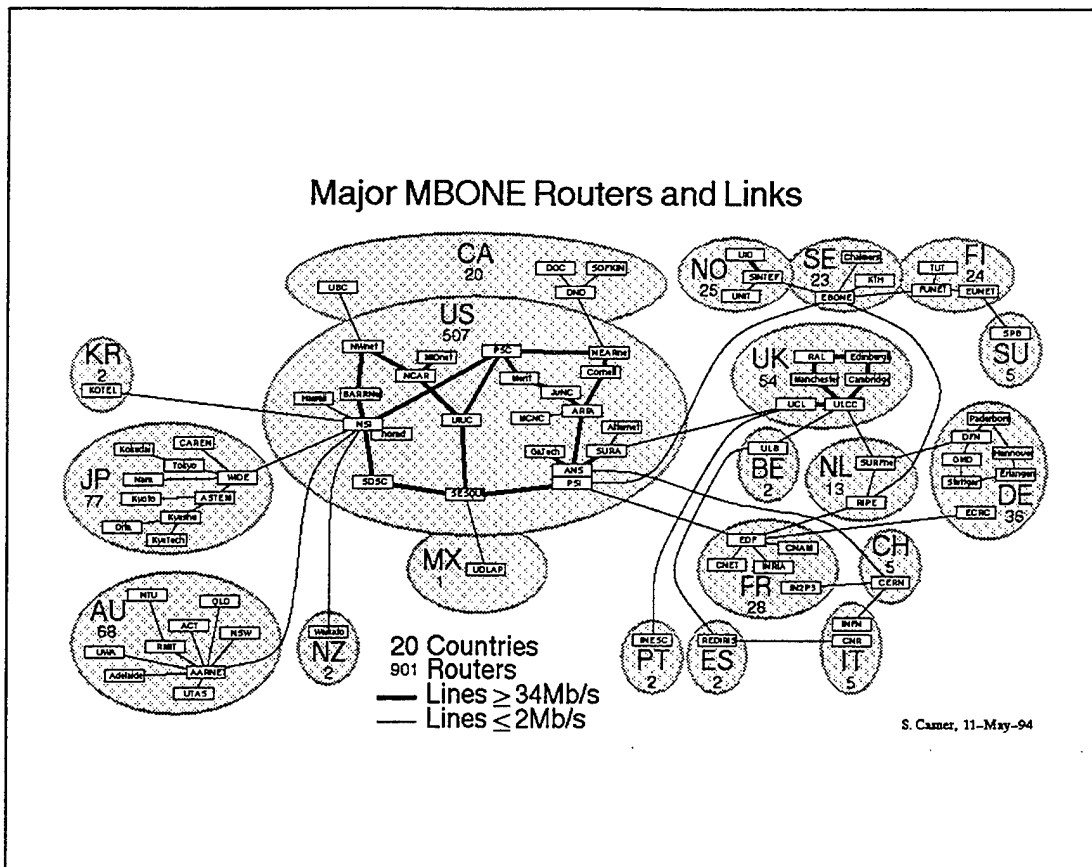 Major MBONE Routers and Links
CA
20
UBC
DOC
SOFKIN
DND
US
507
NWnet
NCAR
MIDnet
PSC
NEARnet
BARRNet
Hawaii
NSI
UIUC
Merit
JVNC
Cornell
MCNC
ARPA
GaTech
Alternet
SURA
ANS
PSI
SDSC
SESQUI
MX
1
UDLAP
KR
2
KOTEL
JP
77
CAREN
Tokyo
Nara
WIDE
Kyoto
ASTEM
Kyushu
KyuTech
AU
68
NTU
QLD
ACT
NSW
RMIT
UWA
Adelaide
AARNE
UTAS
NZ
2
Waikato
NO
25
UIO
SINTEF
UNIT
SE
23
Chalmers
KTH
EBONE
FI
24
TUT
FUNET
EUNET
SPB
SU
5
UK
54
RAL
Edinburgh
Manchester
Cambridge
UCL
ULCC
ULB
BE
2
NL
13
SURFne
RIPE
Paderborn
DFN
Hannover
GMD
Erlangen
Stuttgart
DE
36
ECRC
EDF
CNAM
CNET
INRIA
FR
28
IN2P3
CH
5
CERN
INFN
CNR
IT
5
INESC
PT
2
REDIRIS
ES
2
20 Countries
901 Routers
Lines ≥ 34Mb/s
Lines ≤ 2Mb/s
S. Casner, 11-May-94